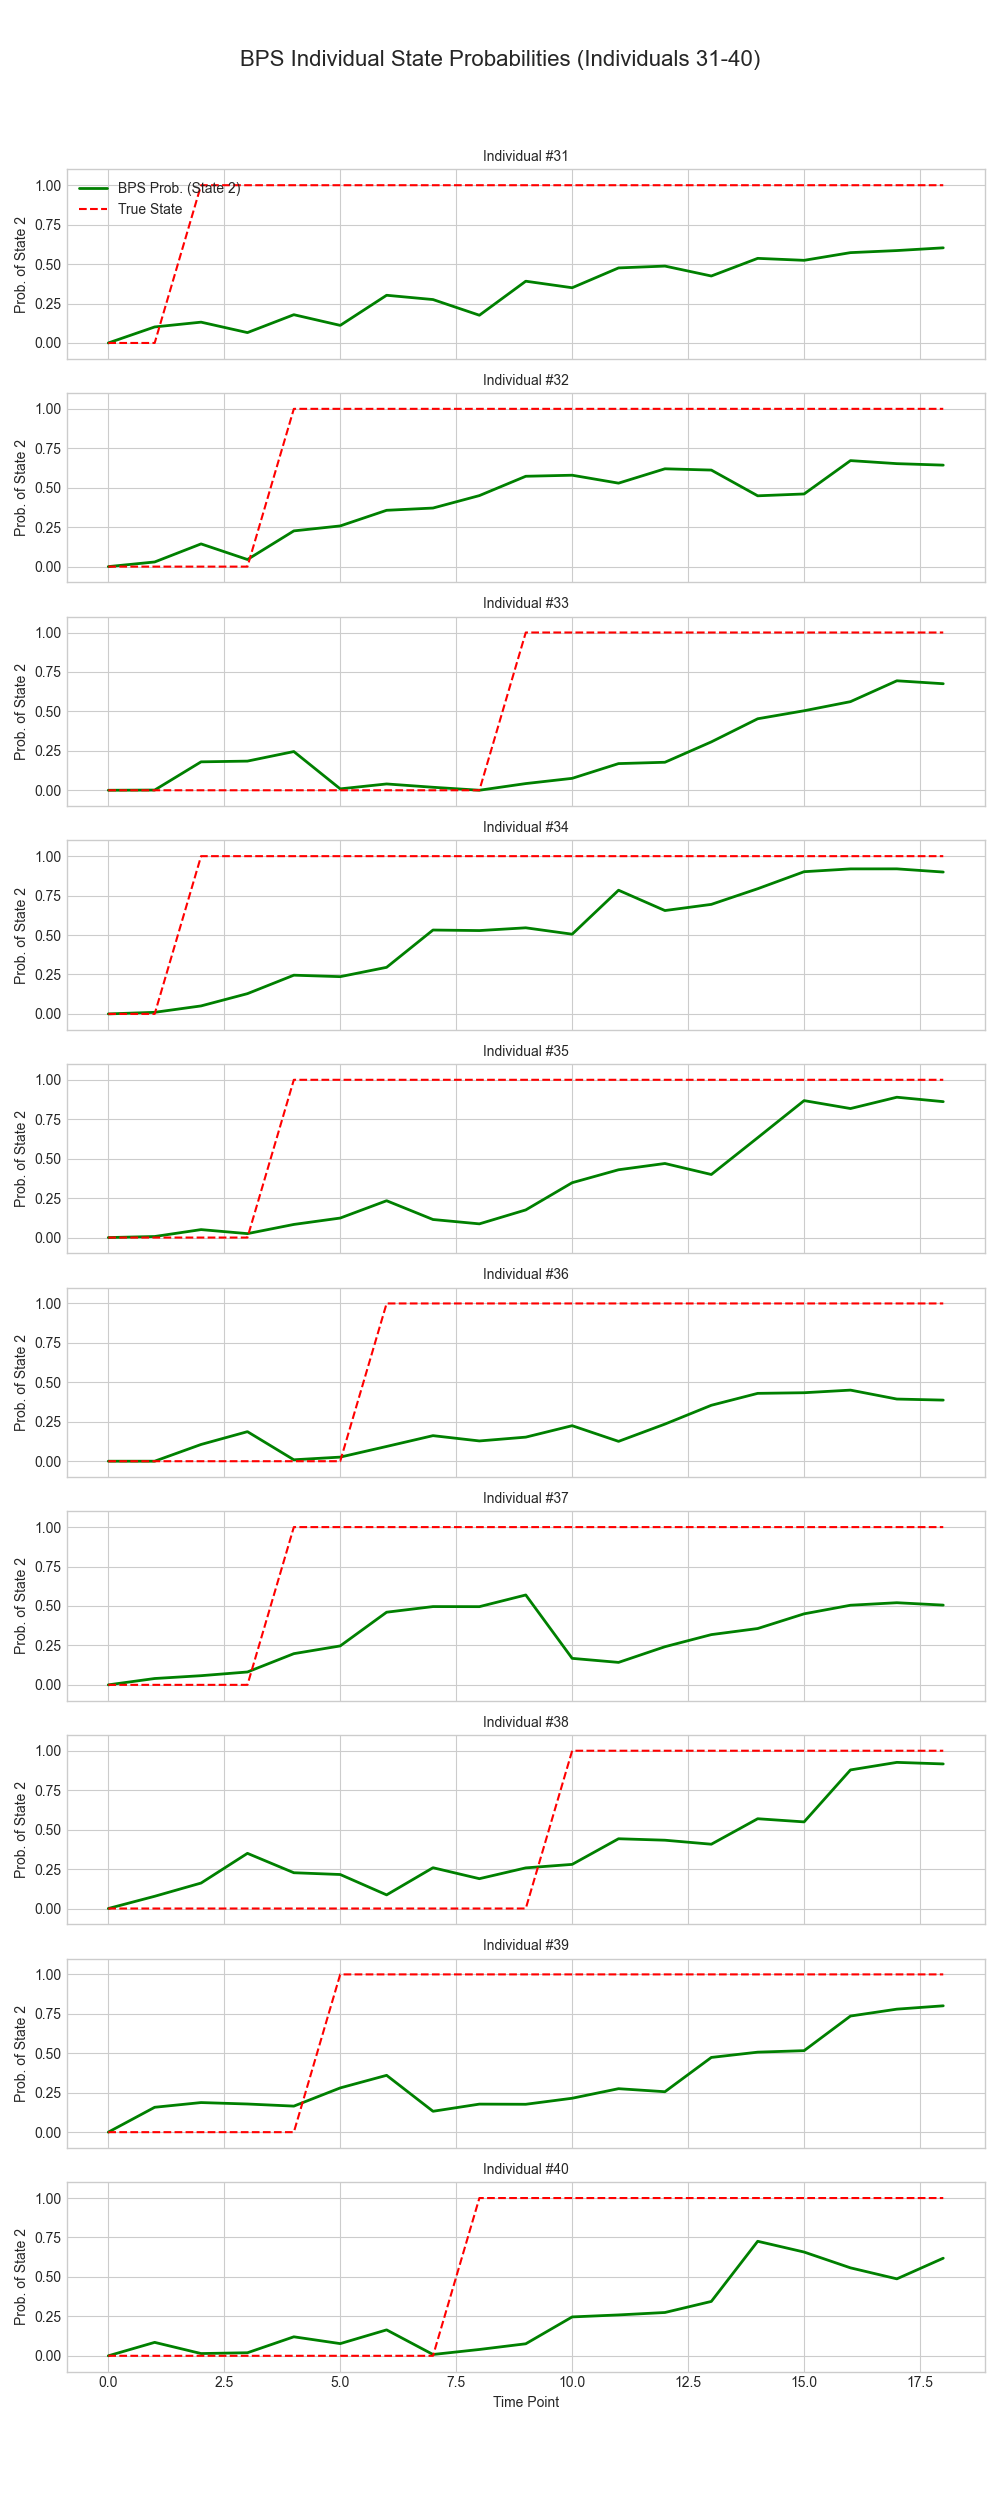 BPS Individual State Probabilities (Individuals 31-40)
Individual #31
BPS Prob. (State 2)
True State
Prob. of State 2
1.00
0.75
0.50
0.25
0.00
Individual #32
Prob. of State 2
1.00
0.75
0.50
0.25
0.00
Individual #33
Prob. of State 2
1.00
0.75
0.50
0.25
0.00
Individual #34
Prob. of State 2
1.00
0.75
0.50
0.25
0.00
Individual #35
Prob. of State 2
1.00
0.75
0.50
0.25
0.00
Individual #36
Prob. of State 2
1.00
0.75
0.50
0.25
0.00
Individual #37
Prob. of State 2
1.00
0.75
0.50
0.25
0.00
Individual #38
Prob. of State 2
1.00
0.75
0.50
0.25
0.00
Individual #39
Prob. of State 2
1.00
0.75
0.50
0.25
0.00
Individual #40
Prob. of State 2
1.00
0.75
0.50
0.25
0.00
0.0 2.5 5.0 7.5 10.0 12.5 15.0 17.5
Time Point